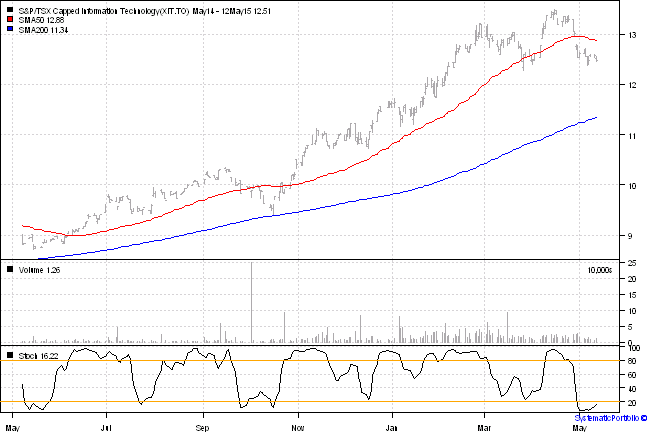 S&P/TSX Capped Information Technology(XIT.TO) May14 - 12May15 12.51
SMA50 12.88
SMA200 11.34
13
12
11
10
9
Volume 1.26
10,000s
25
20
15
10
5
0
Stoch 16.22
100
80
60
40
20
May Jul Sep Nov Jan Mar May
SystematicPortfolio ©